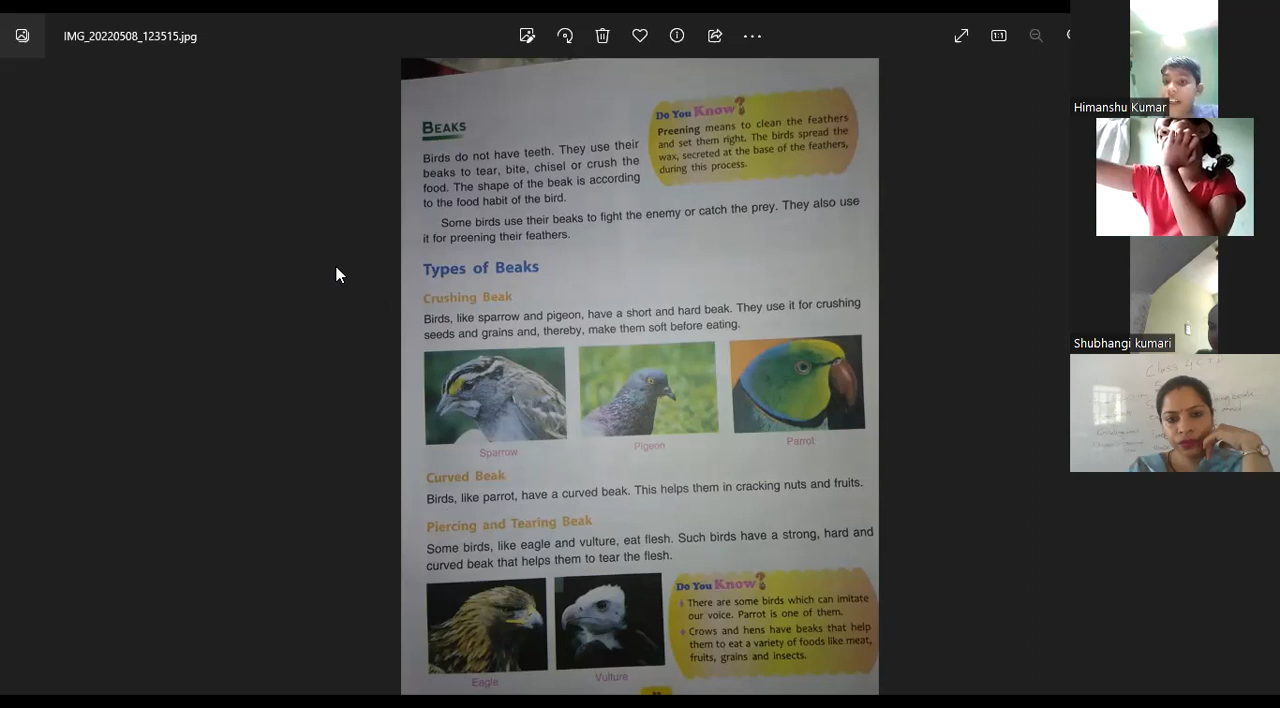 IMG_20220508_123515.jpg
1:1
Himanshu Kumar
Shubhangi kumari
BEAKS
Birds do not have teeth. They use their
beaks to tear, bite, chisel or crush the
food. The shape of the beak is according
to the food habit of the bird.
Do You Know?
Preening means to clean the feathers
and set them right. The birds spread the
wax, secreted at the base of the feathers,
during this process.
Some birds use their beaks to fight the enemy or catch the prey. They also use
it for preening their feathers.
Types of Beaks
Crushing Beak
Birds, like sparrow and pigeon, have a short and hard beak. They use it for crushing
seeds and grains and, thereby, make them soft before eating.
Sparrow
Pigeon
Parrot
Curved Beak
Birds, like parrot, have a curved beak. This helps them in cracking nuts and fruits.
Piercing and Tearing Beak
Some birds, like eagle and vulture, eat flesh. Such birds have a strong, hard and
curved beak that helps them to tear the flesh.
Eagle
Vulture
Do You Know?
There are some birds which can imitate
our voice. Parrot is one of them.
Crows and hens have beaks that help
them to eat a variety of foods like meat,
fruits, grains and insects.
Class 4